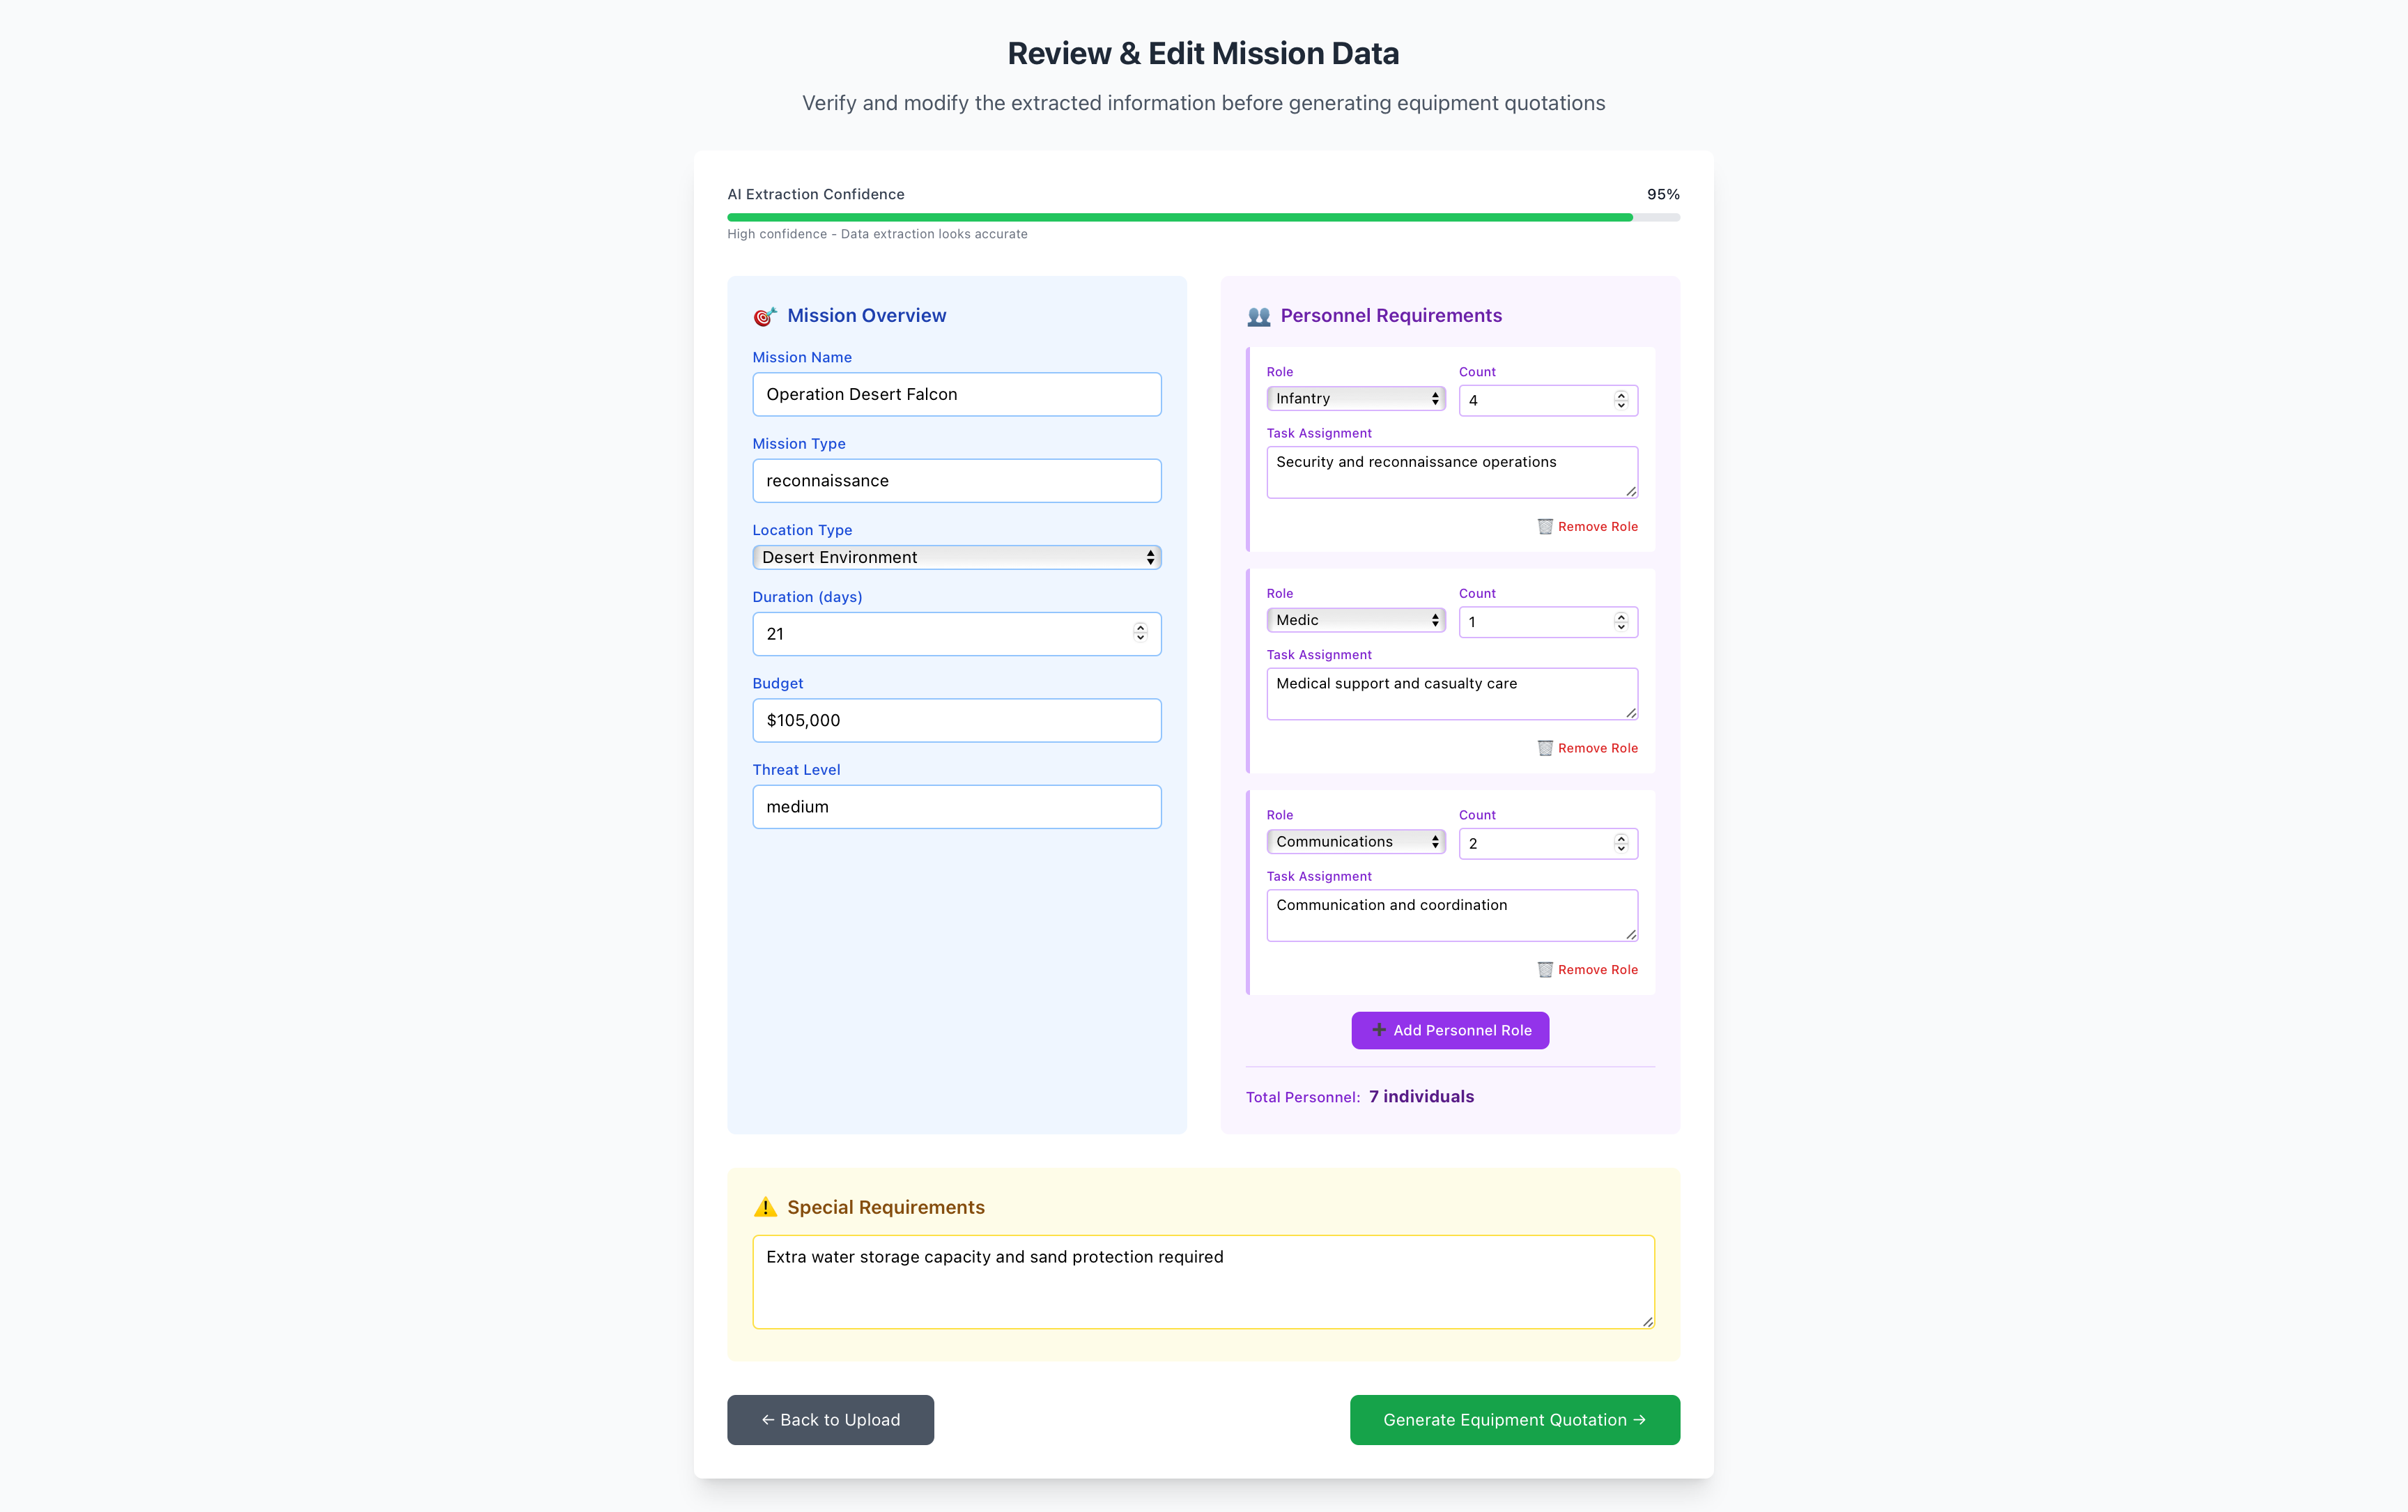 Review & Edit Mission Data
Verify and modify the extracted information before generating equipment quotations
AI Extraction Confidence
95%
High confidence - Data extraction looks accurate
Mission Overview
Mission Name
Operation Desert Falcon
Mission Type
reconnaissance
Location Type
Desert Environment
Duration (days)
21
Budget
$105,000
Threat Level
medium
Personnel Requirements
Role
Count
Infantry
4
Task Assignment
Security and reconnaissance operations
Remove Role
Role
Count
Medic
1
Task Assignment
Medical support and casualty care
Remove Role
Role
Count
Communications
2
Task Assignment
Communication and coordination
Remove Role
Add Personnel Role
Total Personnel: 7 individuals
Special Requirements
Extra water storage capacity and sand protection required
← Back to Upload
Generate Equipment Quotation →